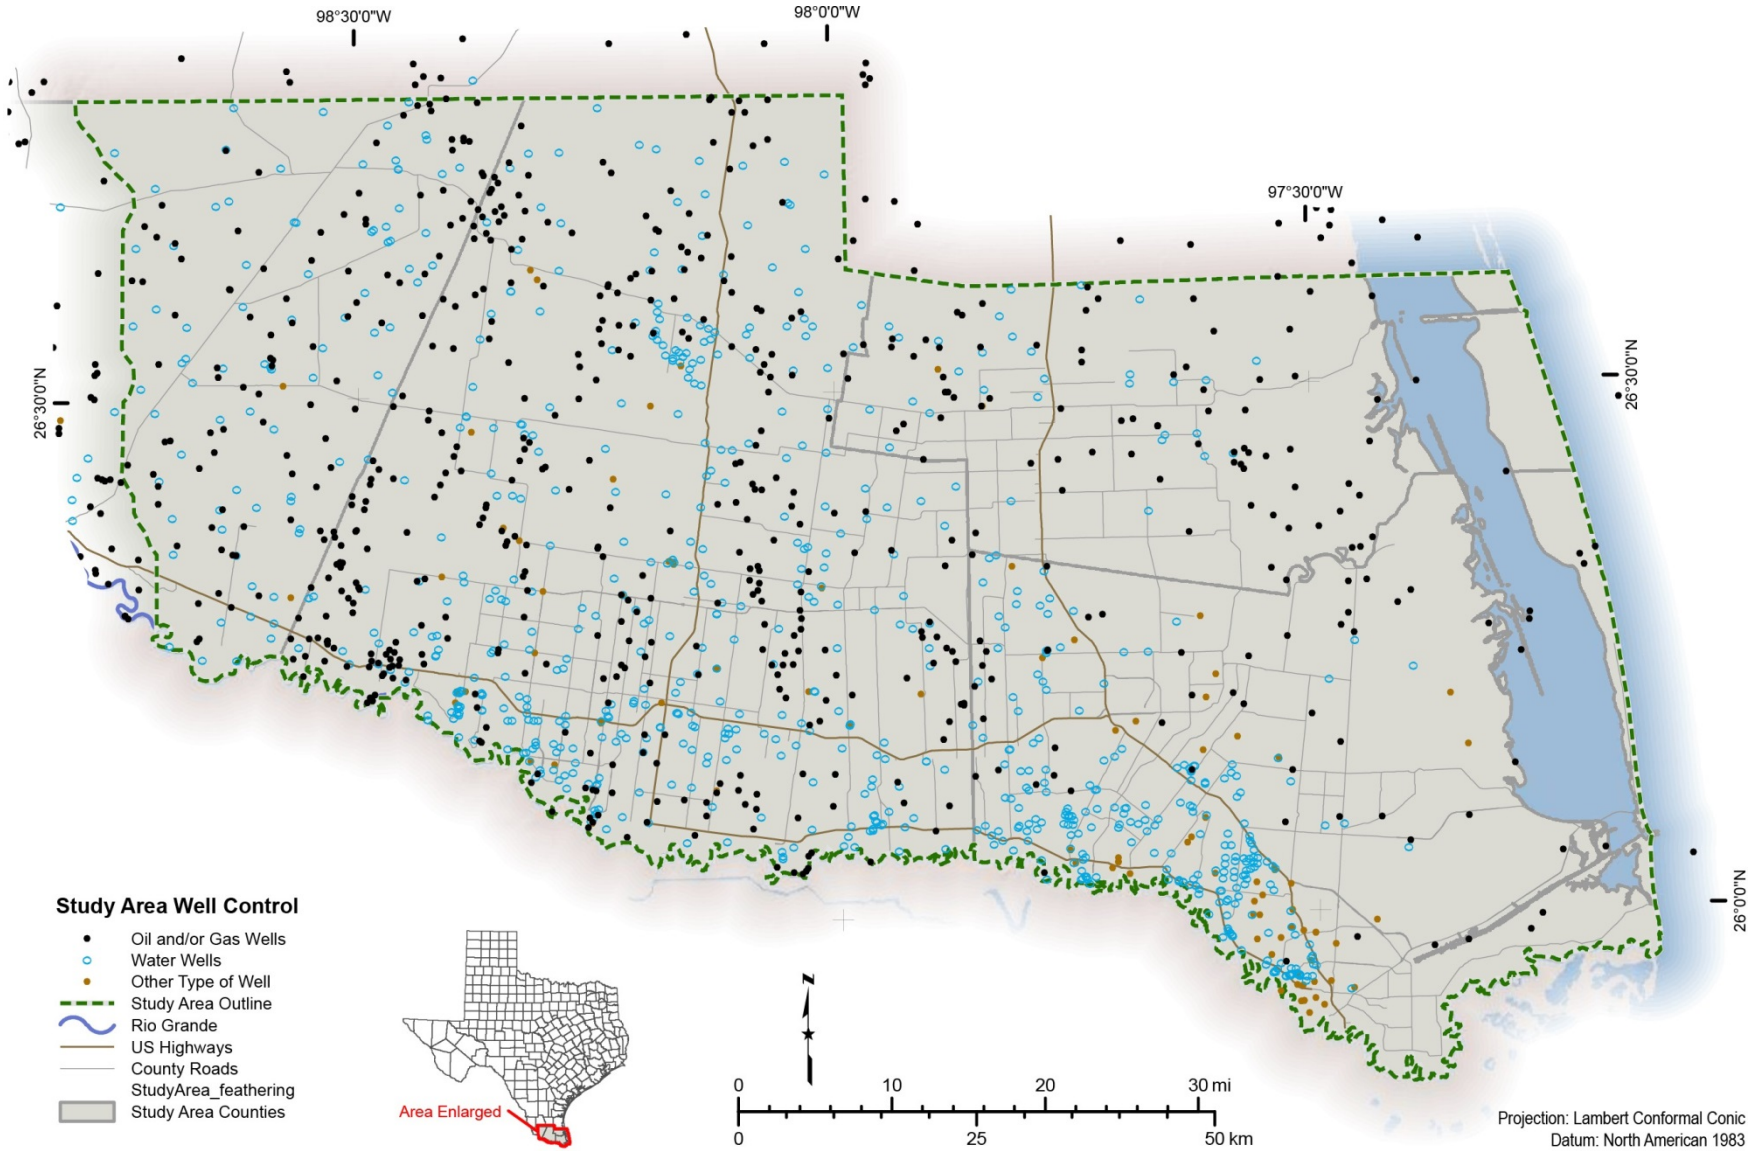 98°30'0"W
98°0'0"W
97°30'0"W
26°30'0"N
26°30'0"N
26°0'0"N
Study Area Well Control
Oil and/or Gas Wells
Water Wells
Other Type of Well
Study Area Outline
Rio Grande
US Highways
County Roads
StudyArea_feathering
Study Area Counties
Area Enlarged
N
0 10 20 30 mi
0 25 50 km
Projection: Lambert Conformal Conic
Datum: North American 1983